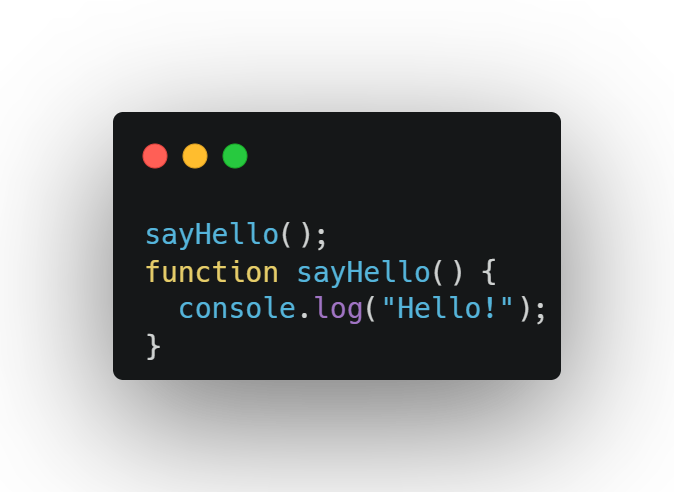 sayHello();
function sayHello() {
  console.log("Hello!");
}